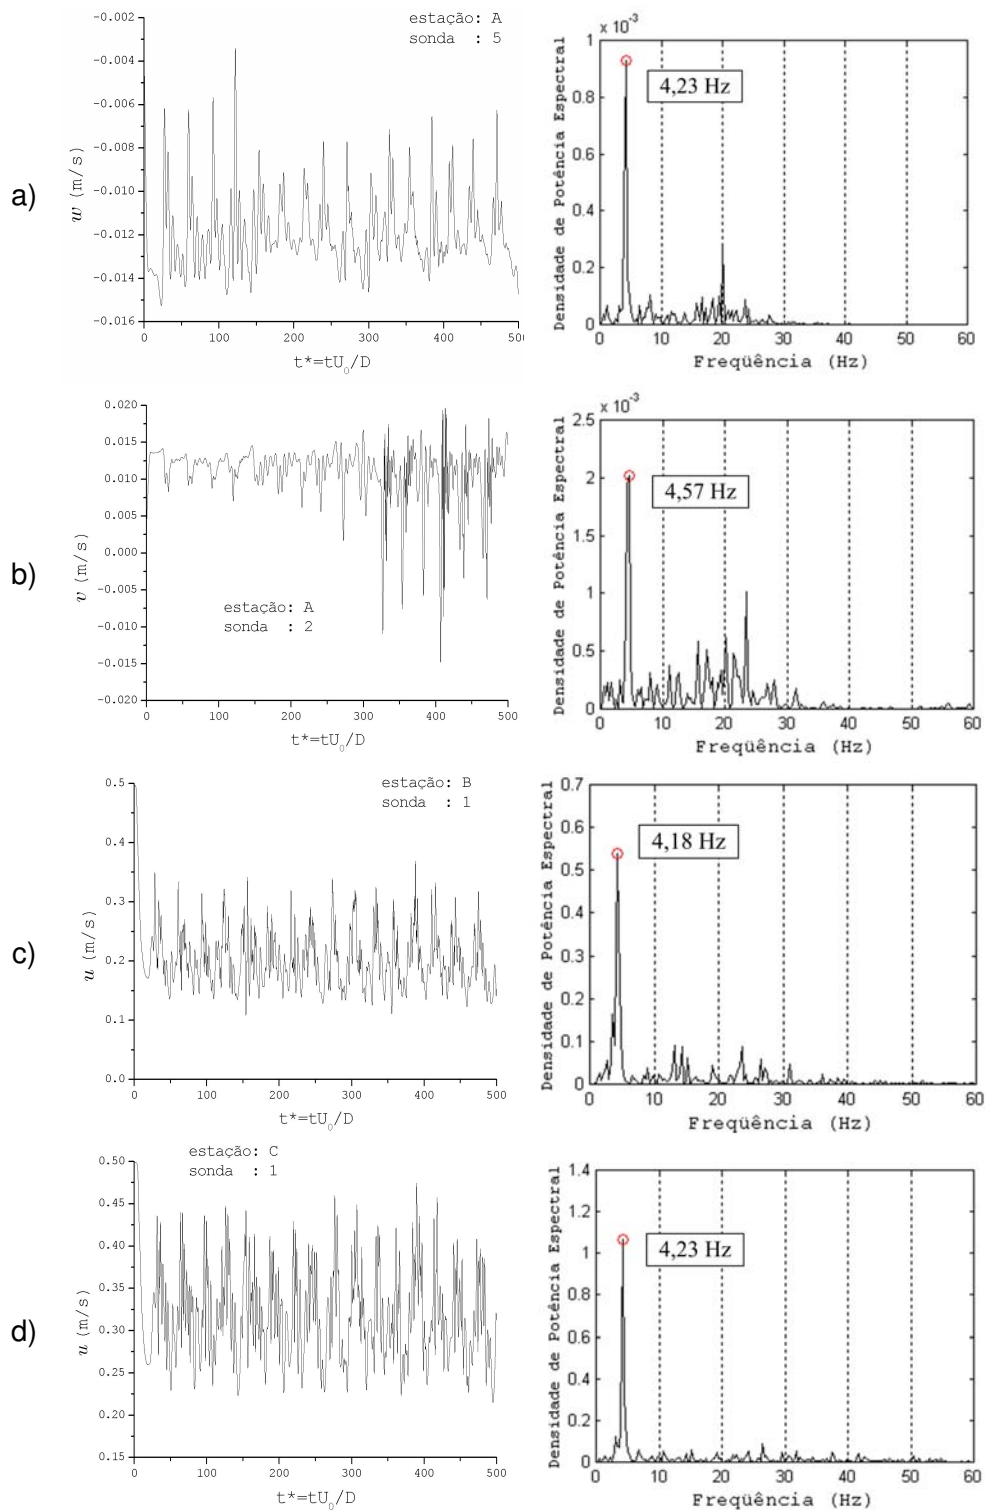 a)
estação: A
sonda : 5
-0.002
-0.004
-0.006
-0.008
-0.010
-0.012
-0.014
-0.016
w (m/s)
0 100 200 300 400 500
t*=tU0/D
x 10-3
1
0.8
0.6
0.4
0.2
0
Densidade de Potência Espectral
4,23 Hz
0 10 20 30 40 50 60
Freqüência (Hz)
b)
0.020
0.015
0.010
0.005
0.000
-0.005
-0.010
-0.015
-0.020
v (m/s)
estação: A
sonda : 2
0 100 200 300 400 500
t*=tU0/D
x 10-3
2.5
2
1.5
1
0.5
0
Densidade de Potência Espectral
4,57 Hz
0 10 20 30 40 50 60
Freqüência (Hz)
c)
estação: B
sonda : 1
0.5
0.4
0.3
0.2
0.1
0.0
u (m/s)
0 100 200 300 400 500
t*=tU0/D
0.7
0.6
0.5
0.4
0.3
0.2
0.1
0
Densidade de Potência Espectral
4,18 Hz
0 10 20 30 40 50 60
Freqüência (Hz)
d)
estação: C
sonda : 1
0.50
0.45
0.40
0.35
0.30
0.25
0.20
0.15
u (m/s)
0 100 200 300 400 500
t*=tU0/D
1.4
1.2
1
0.8
0.6
0.4
0.2
0
Densidade de Potência Espectral
4,23 Hz
0 10 20 30 40 50 60
Freqüência (Hz)